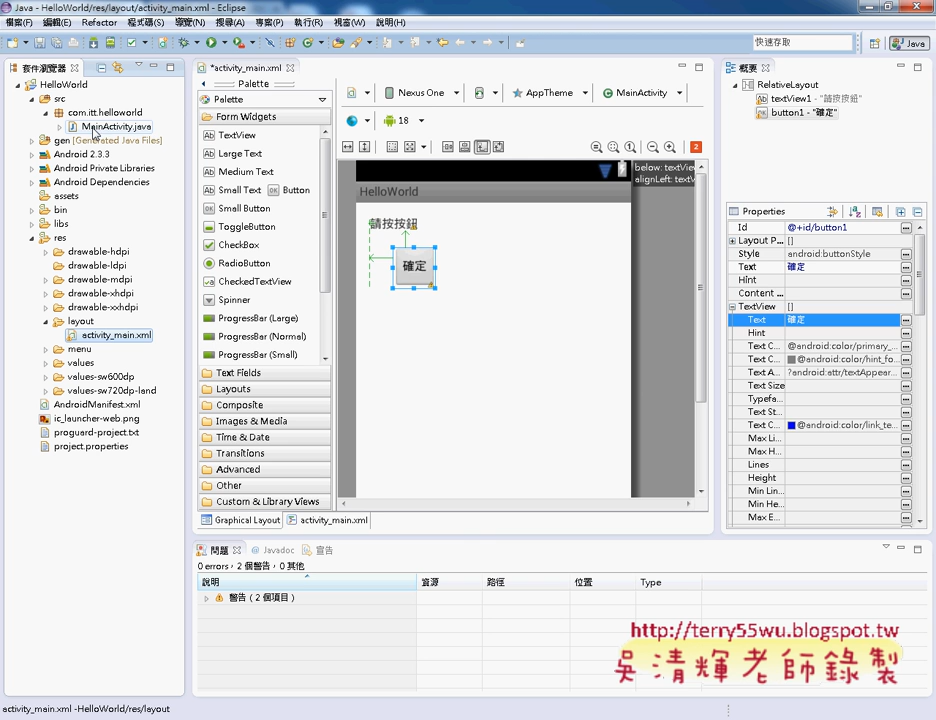 Java - HelloWorld/res/layout/activity_main.xml - Eclipse
檔案(F) 編輯(E) Refactor 程式碼(S) 導覽(N) 搜尋(A) 專案(P) 執行(R) 視窗(W) 說明(H)
快速存取
Java
套件瀏覽器
HelloWorld
src
com.itt.helloworld
MainActivity.java
gen [Generated Java Files]
Android 2.3.3
Android Private Libraries
Android Dependencies
assets
bin
libs
res
drawable-hdpi
drawable-ldpi
drawable-mdpi
drawable-xhdpi
drawable-xxhdpi
layout
activity_main.xml
menu
values
values-sw600dp
values-sw720dp-land
AndroidManifest.xml
ic_launcher-web.png
proguard-project.txt
project.properties
*activity_main.xml
Palette
Palette
Form Widgets
Ab TextView
Ab Large Text
Ab Medium Text
Ab Small Text OK Button
OK Small Button
ToggleButton
CheckBox
RadioButton
CheckedTextView
Spinner
ProgressBar (Large)
ProgressBar (Normal)
ProgressBar (Small)
Text Fields
Layouts
Composite
Images & Media
Time & Date
Transitions
Advanced
Other
Custom & Library Views
Graphical Layout activity_main.xml
Nexus One AppTheme MainActivity
18
2
below: textVie
alignLeft: textV
HelloWorld
請按按鈕
確定
概要
RelativeLayout
Ab textView1 - "請按按鈕"
OK button1 - "確定"
Properties
Id @+id/button1
Layout P... []
Style android:buttonStyle
Text 確定
Hint
Content ...
TextView []
Text 確定
Hint
Text C... @android:color/primary_...
Text C... @android:color/hint_fo...
Text A... ?android:attr/textAppear...
Text Size
Typefa...
Text St...
Text C... @android:color/link_te...
Max Li...
Max H...
Lines
Height
Min Lin...
Min He...
Max E...
問題 @ Javadoc 宣告
0 errors，2 個警告，0 其他
說明 資源 路徑 位置 Type
警告（2 個項目）
http://terry55wu.blogspot.tw
吳清輝老師錄製
activity_main.xml -HelloWorld/res/layout